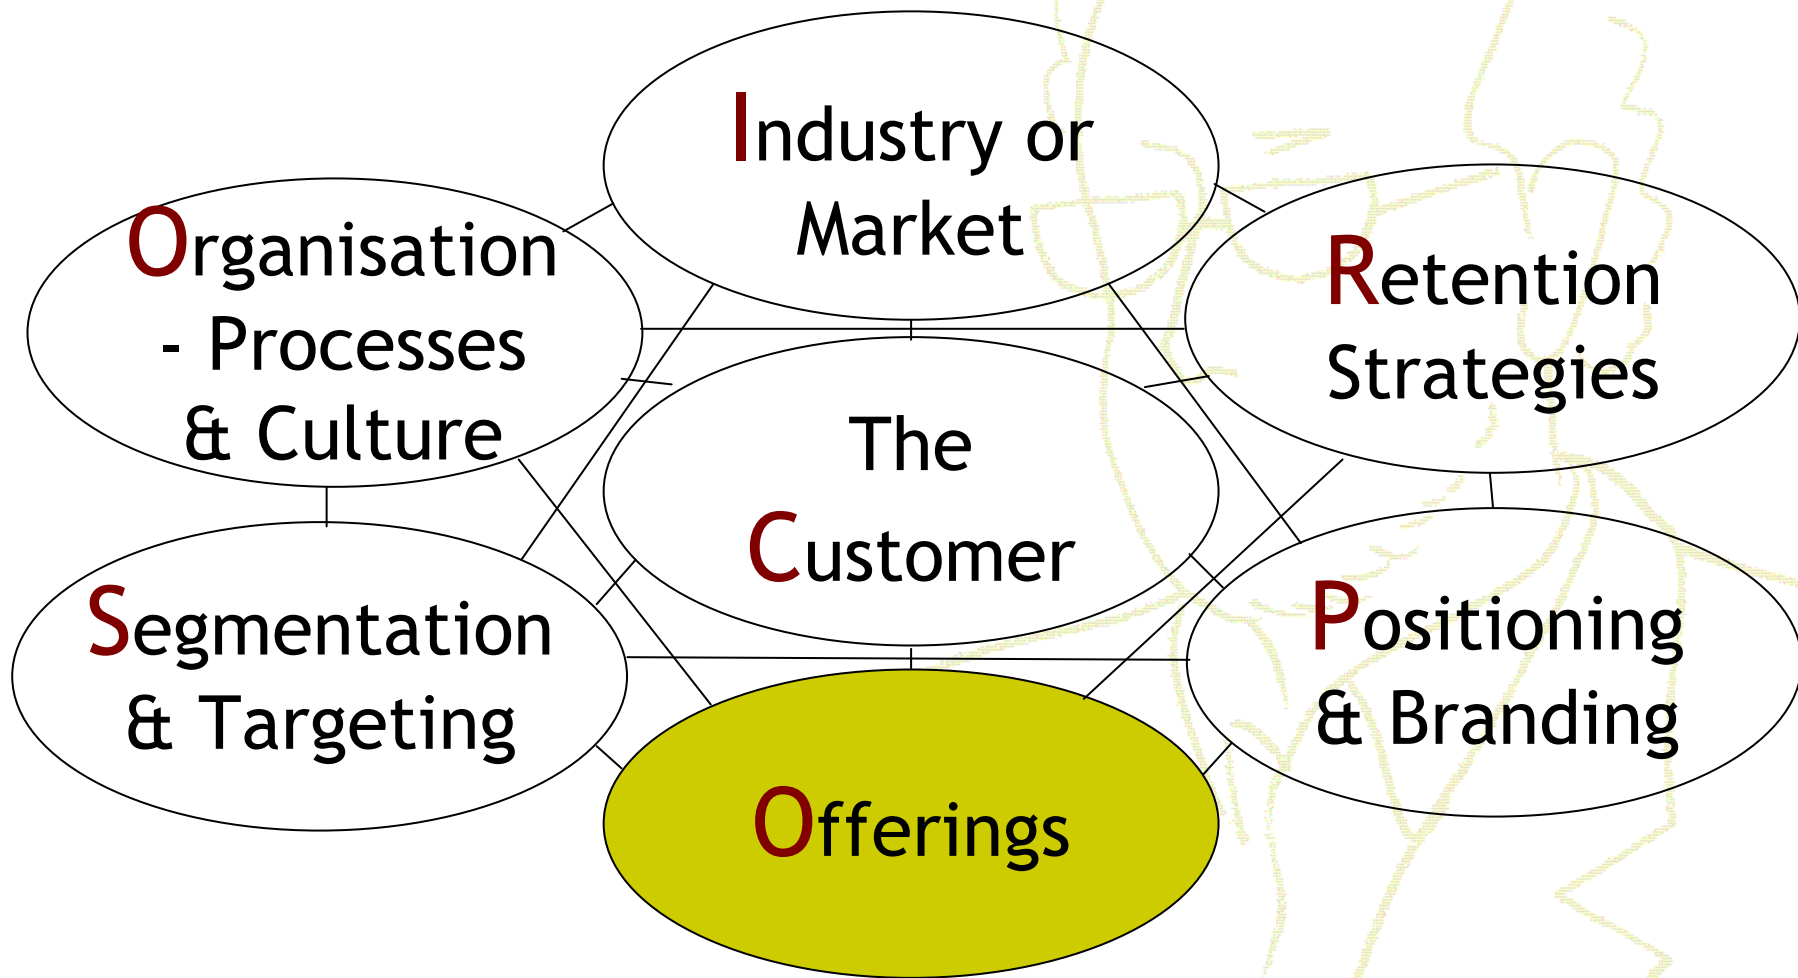 Industry or
Market
Organisation
- Processes
& Culture
Retention
Strategies
The
Customer
Segmentation
& Targeting
Positioning
& Branding
Offerings